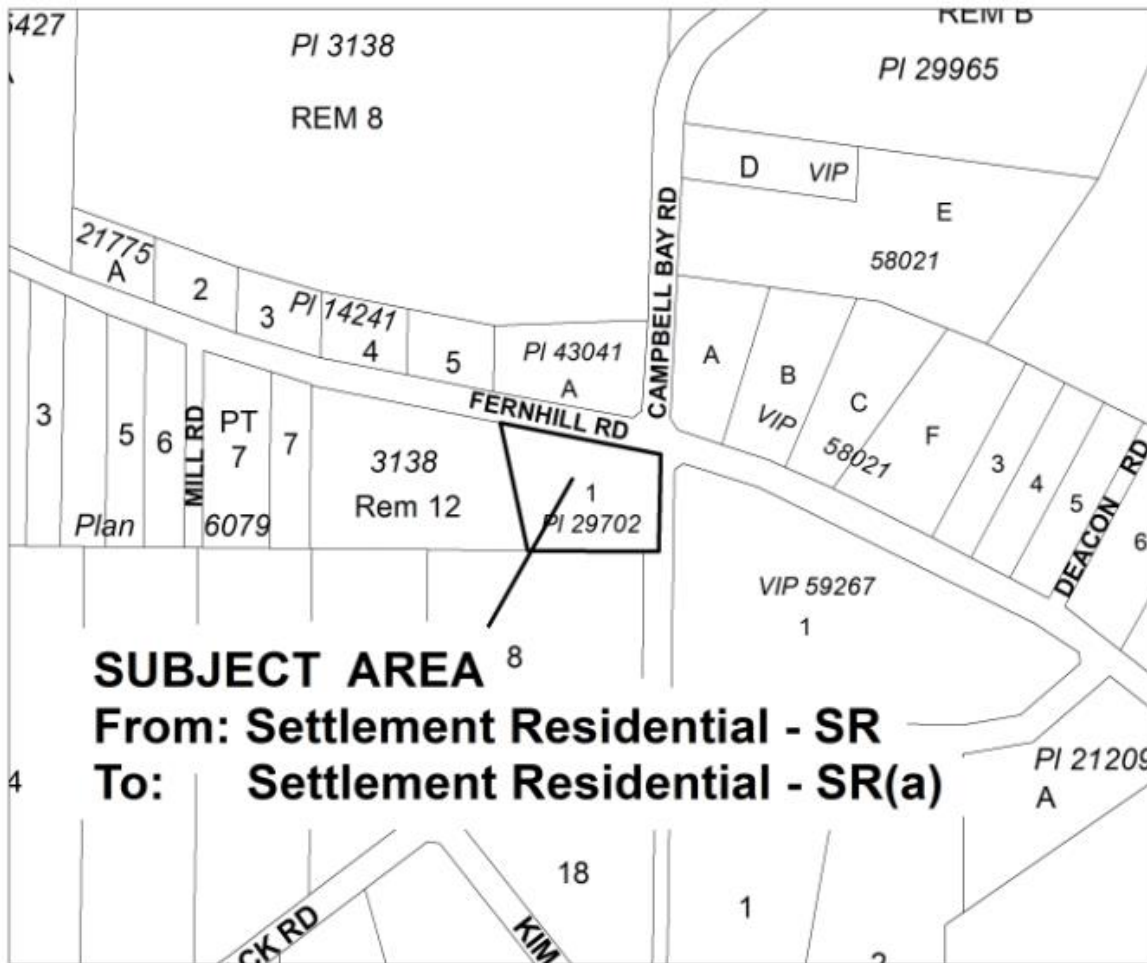 5427
Pl 3138
REM 8
REM B
Pl 29965
D
VIP
E
58021
CAMPBELL BAY RD
21775
A
2
3
Pl 14241
4
5
Pl 43041
A
FERNHILL RD
A
B
VIP
C
58021
F
3
4
5
DEACON RD
6
3
5
6
MILL RD
PT
7
7
Plan
6079
3138
Rem 12
1
Pl 29702
VIP 59267
1
8
SUBJECT AREA
From: Settlement Residential - SR
To: Settlement Residential - SR(a)
4
Pl 21209
A
18
1
CK RD
KIM